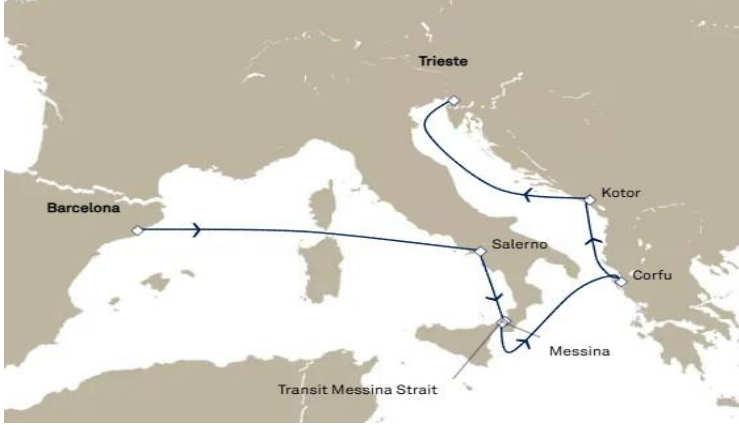 Trieste
Barcelona
Kotor
Salerno
Corfu
Messina
Transit Messina Strait